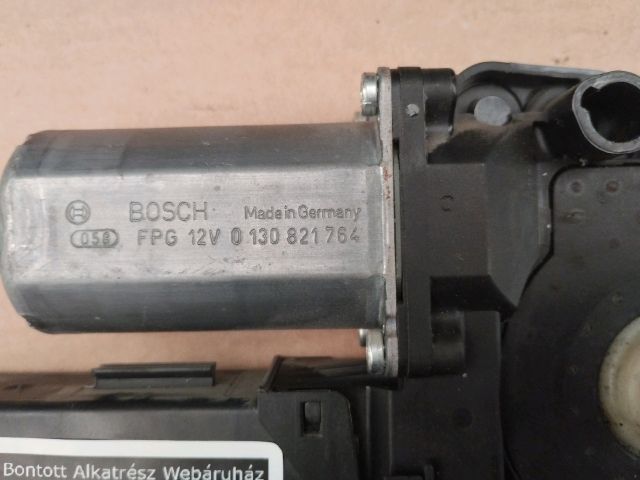 BOSCH Made in Germany
058 FPG 12V 0 130 821 764
C
Bontott Alkatrész Webáruház